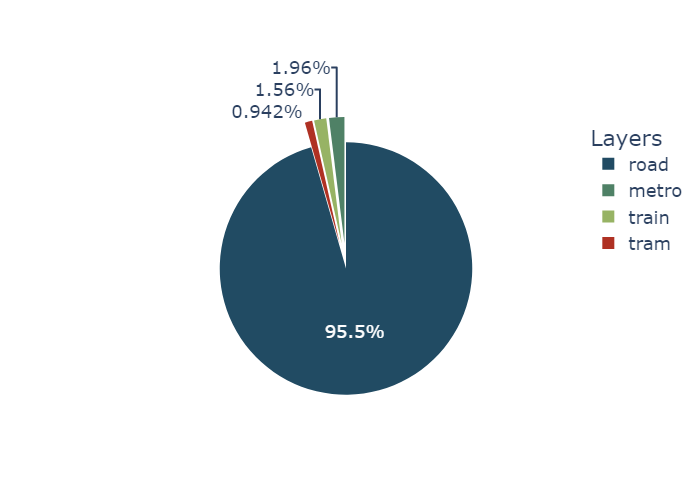 1.96%
1.56%
0.942%
95.5%
Layers
road
metro
train
tram